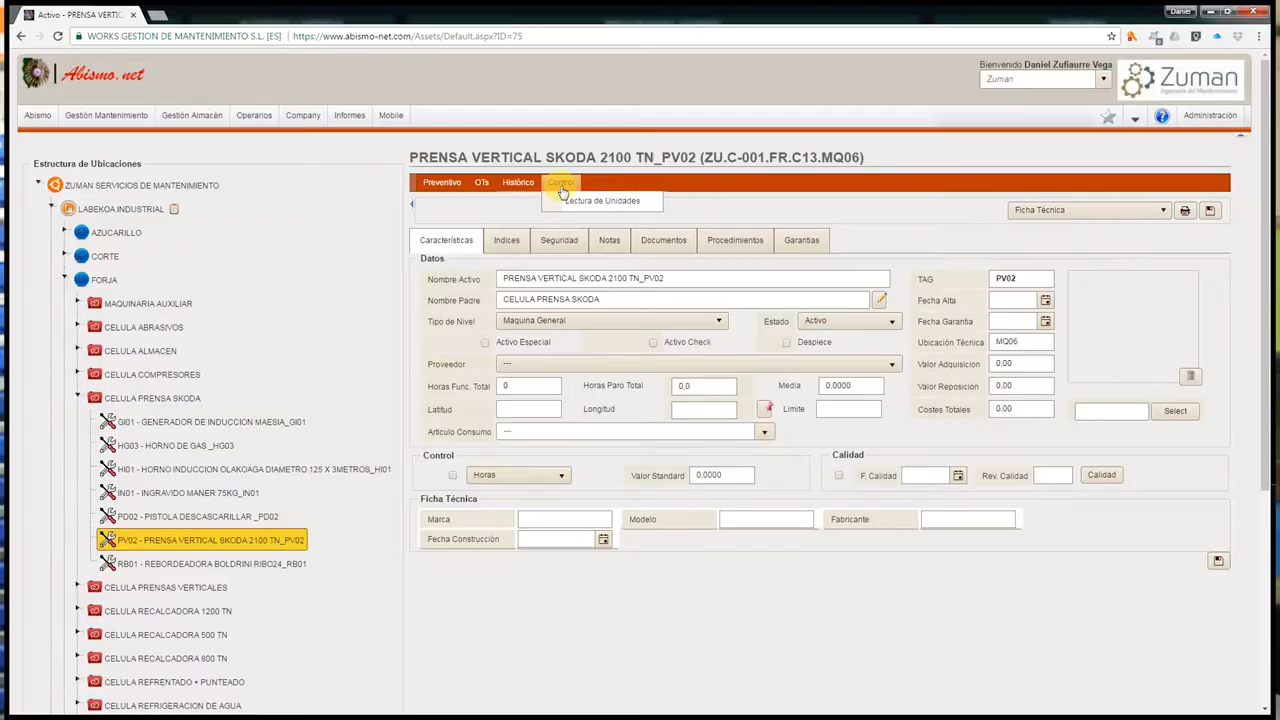 Activo - PRENSA VERTICAL
Daniel
WORKS GESTION DE MANTENIMIENTO S.L. [ES]
https://www.abismo-net.com/Assets/Default.aspx?ID=75
Abismo.net
Bienvenido Daniel Zufiaurre Vega
Zuman
Zuman
Ingeniería del Mantenimiento
Abismo
Gestión Mantenimiento
Gestión Almacén
Operarios
Company
Informes
Mobile
Administración
Estructura de Ubicaciones
ZUMAN SERVICIOS DE MANTENIMIENTO
LABEKOA INDUSTRIAL
AZUCARILLO
CORTE
FORJA
MAQUINARIA AUXILIAR
CELULA ABRASIVOS
CELULA ALMACEN
CELULA COMPRESORES
CELULA PRENSA SKODA
GI01 - GENERADOR DE INDUCCION MAESIA_GI01
HG03 - HORNO DE GAS _HG03
HI01 - HORNO INDUCCION OLAKOAGA DIAMETRO 125 X 3METROS_HI01
IN01 - INGRAVIDO MANER 75KG_IN01
PD02 - PISTOLA DESCASCARILLAR _PD02
PV02 - PRENSA VERTICAL SKODA 2100 TN_PV02
RB01 - REBORDEADORA BOLDRINI RIBO24_RB01
CELULA PRENSAS VERTICALES
CELULA RECALCADORA 1200 TN
CELULA RECALCADORA 500 TN
CELULA RECALCADORA 800 TN
CELULA REFRENTADO + PUNTEADO
CELULA REFRIGERACION DE AGUA
PRENSA VERTICAL SKODA 2100 TN_PV02 (ZU.C-001.FR.C13.MQ06)
Preventivo
OTs
Histórico
Control
Lectura de Unidades
Ficha Técnica
Características
Indices
Seguridad
Notas
Documentos
Procedimientos
Garantias
Datos
Nombre Activo
PRENSA VERTICAL SKODA 2100 TN_PV02
TAG
PV02
Nombre Padre
CELULA PRENSA SKODA
Fecha Alta
Tipo de Nivel
Maquina General
Estado
Activo
Fecha Garantia
Activo Especial
Activo Check
Despiece
Ubicación Técnica
MQ06
Proveedor
---
Valor Adquisicion
0,00
Horas Func. Total
0
Horas Paro Total
0,0
Media
0,0000
Valor Reposicion
0,00
Latitud
Longitud
Limite
Costes Totales
0.00
Select
Articulo Consumo
---
Control
Horas
Valor Standard
0,0000
Calidad
F. Calidad
Rev. Calidad
Calidad
Ficha Técnica
Marca
Modelo
Fabricante
Fecha Construcción